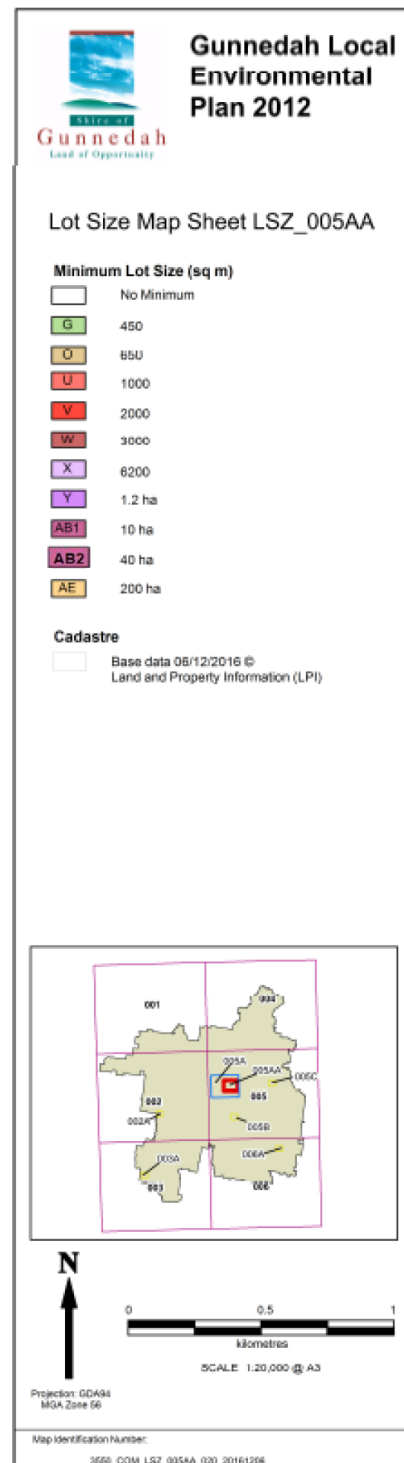 Gunnedah Local
Environmental
Plan 2012
Shire of
Gunnedah
Land of Opportunity
Lot Size Map Sheet LSZ_005AA
Minimum Lot Size (sq m)
No Minimum
G 450
O 650
U 1000
V 2000
W 3000
X 6200
Y 1.2 ha
AB1 10 ha
AB2 40 ha
AE 200 ha
Cadastre
Base data 06/12/2016 ©
Land and Property Information (LPI)
001
004
005A
005AA
005C
002
005
002A
005B
003A
006A
003
006
N
0 0.5 1
kilometres
SCALE 1:20,000 @ A3
Projection: GDA94
MGA Zone 56
Map Identification Number:
3550_COM_LSZ_005AA_020_20161206